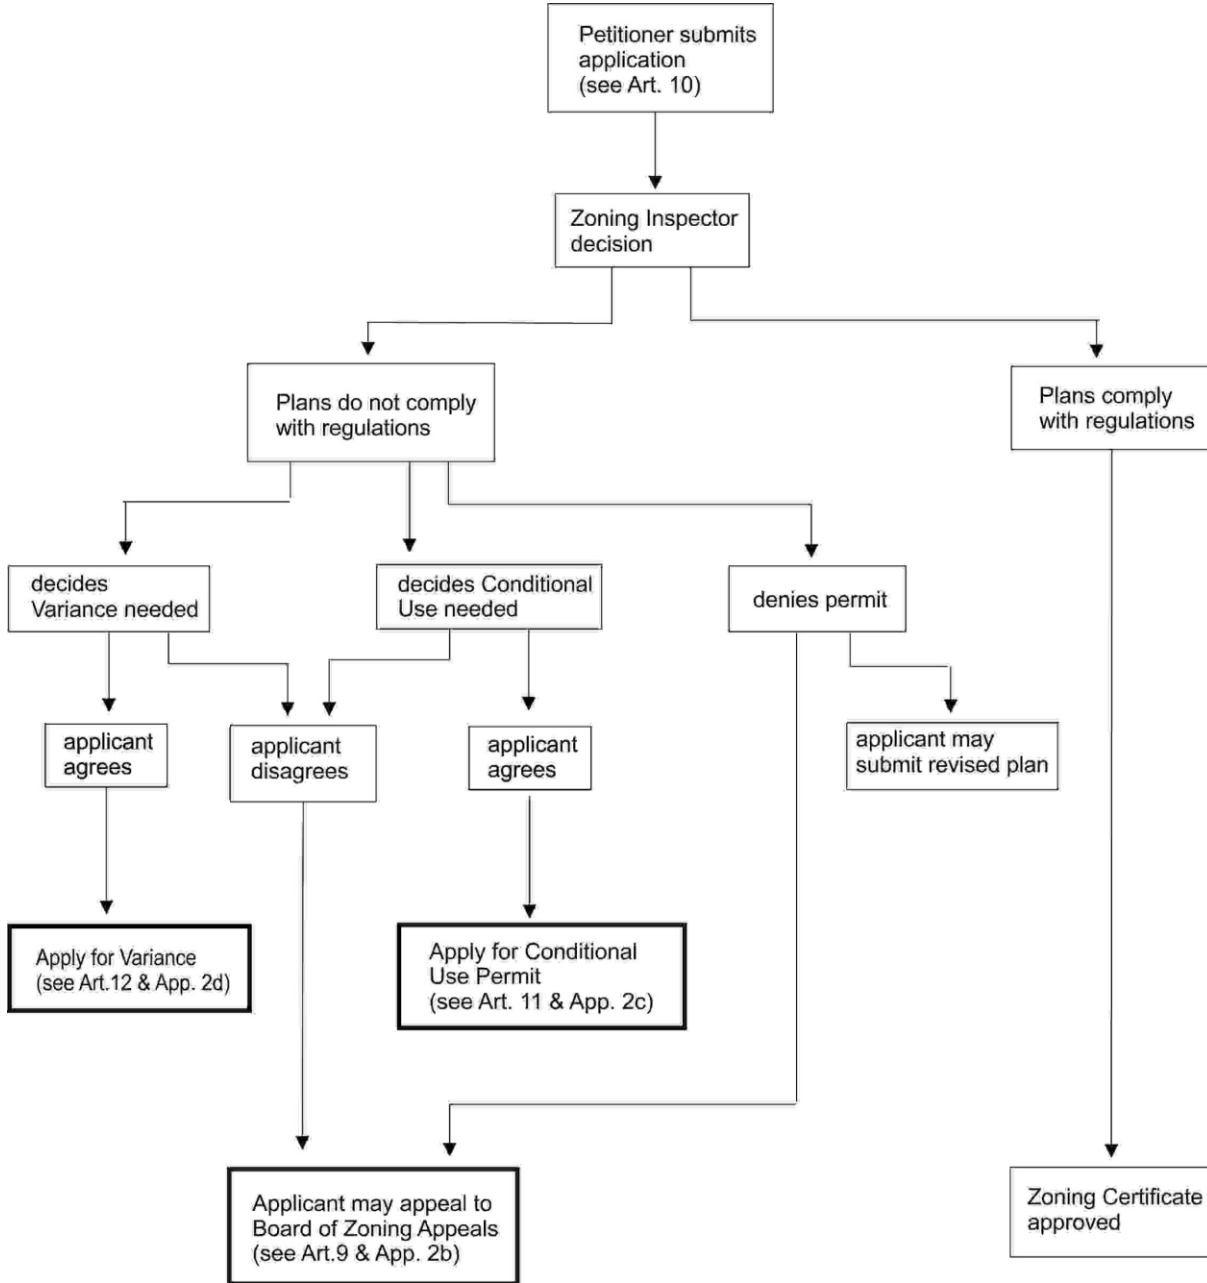 Petitioner submits
application
(see Art. 10)
Zoning Inspector
decision
Plans do not comply
with regulations
Plans comply
with regulations
decides
Variance needed
decides Conditional
Use needed
denies permit
applicant
agrees
applicant
disagrees
applicant
agrees
applicant may
submit revised plan
Apply for Variance
(see Art.12 & App. 2d)
Apply for Conditional
Use Permit
(see Art. 11 & App. 2c)
Applicant may appeal to
Board of Zoning Appeals
(see Art.9 & App. 2b)
Zoning Certificate
approved